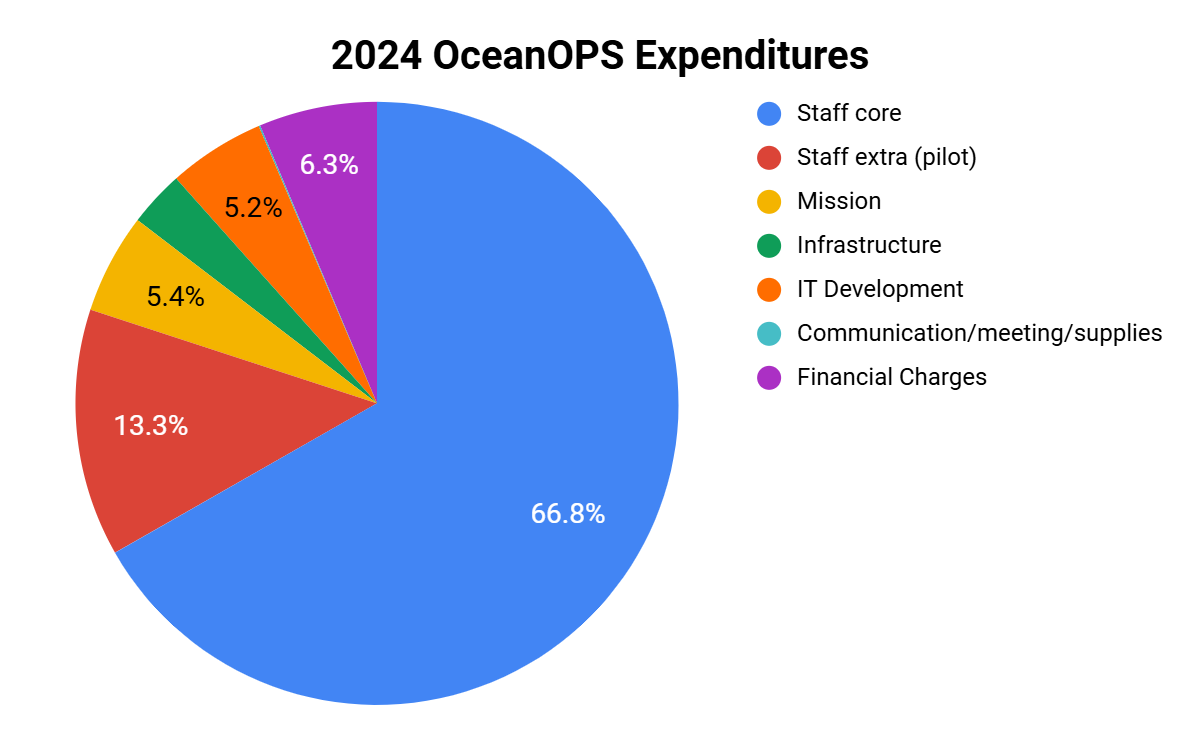 2024 OceanOPS Expenditures
Staff core
Staff extra (pilot)
Mission
Infrastructure
IT Development
Communication/meeting/supplies
Financial Charges
6.3%
5.2%
5.4%
13.3%
66.8%